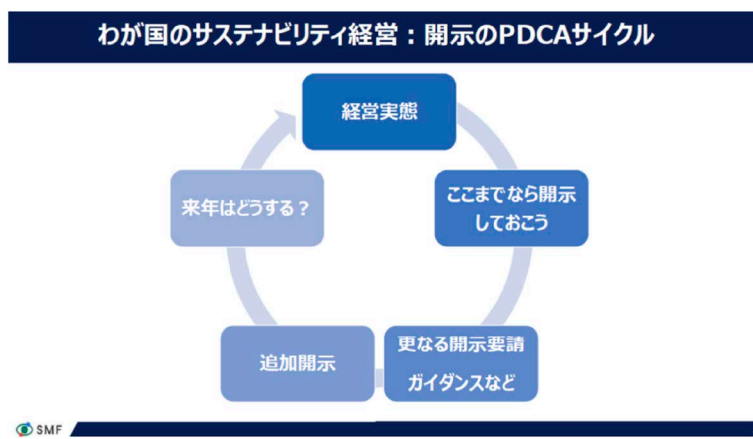 わが国のサステナビリティ経営：開示のPDCAサイクル
経営実態
ここまでなら開示
しておこう
更なる開示要請
ガイダンスなど
追加開示
来年はどうする？
SMF